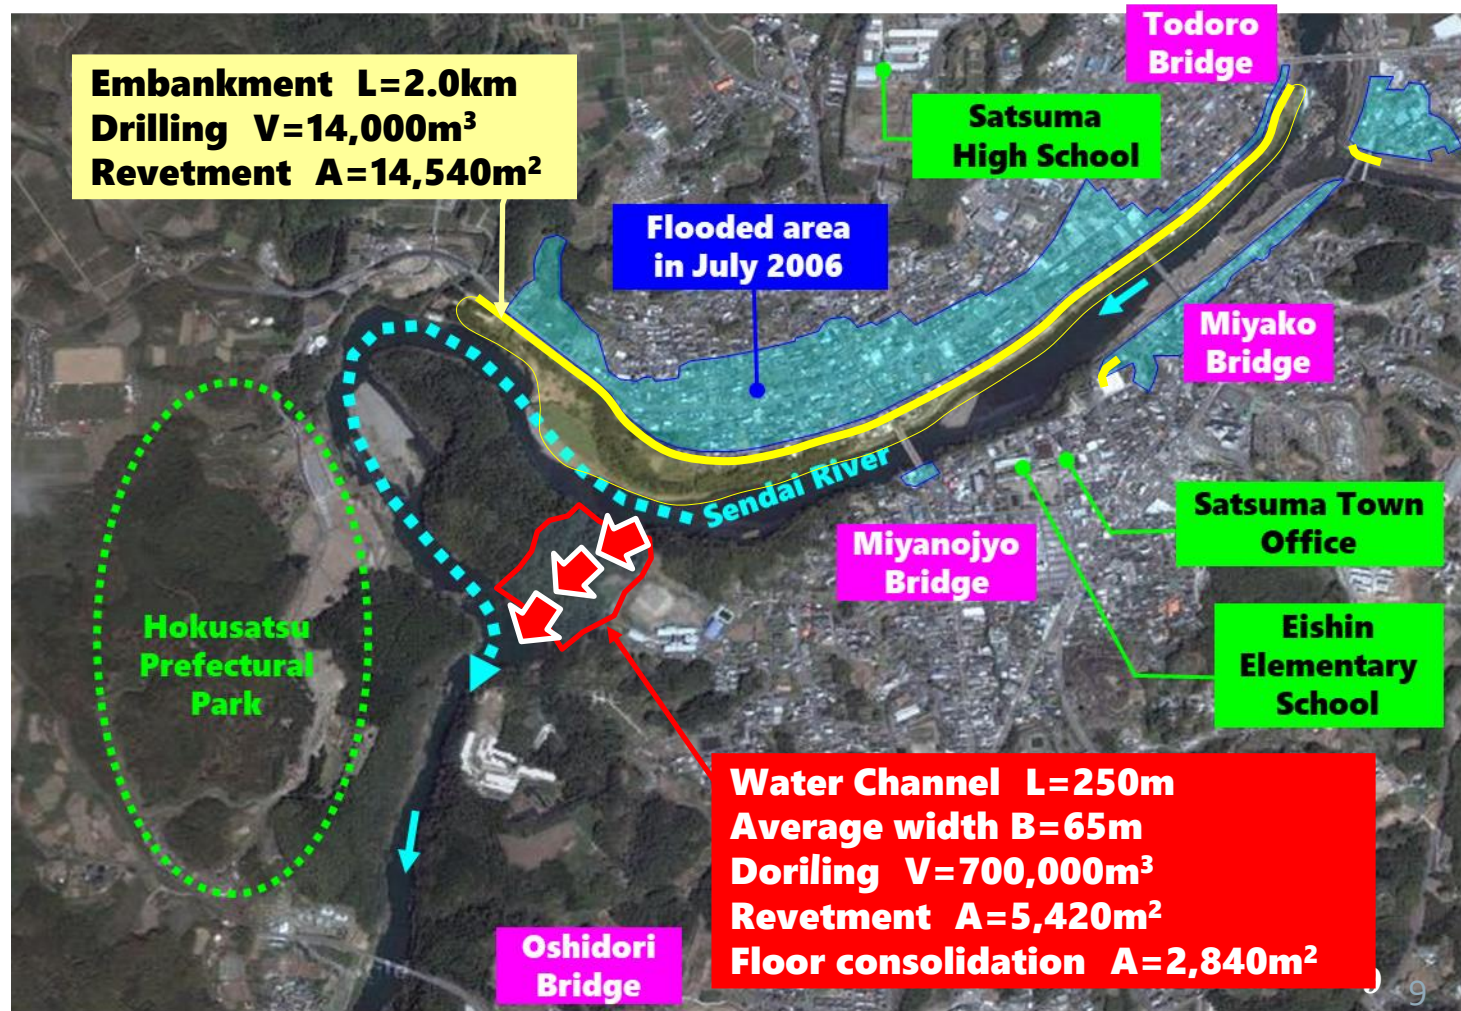 Todoro
Bridge
Embankment L=2.0km
Drilling V=14,000m³
Revetment A=14,540m²
Satsuma
High School
Flooded area
in July 2006
Miyako
Bridge
Sendai River
Satsuma Town
Office
Miyanojyo
Bridge
Hokusatsu
Prefectural
Park
Eishin
Elementary
School
Water Channel L=250m
Average width B=65m
Doriling V=700,000m³
Revetment A=5,420m²
Floor consolidation A=2,840m²
Oshidori
Bridge
9